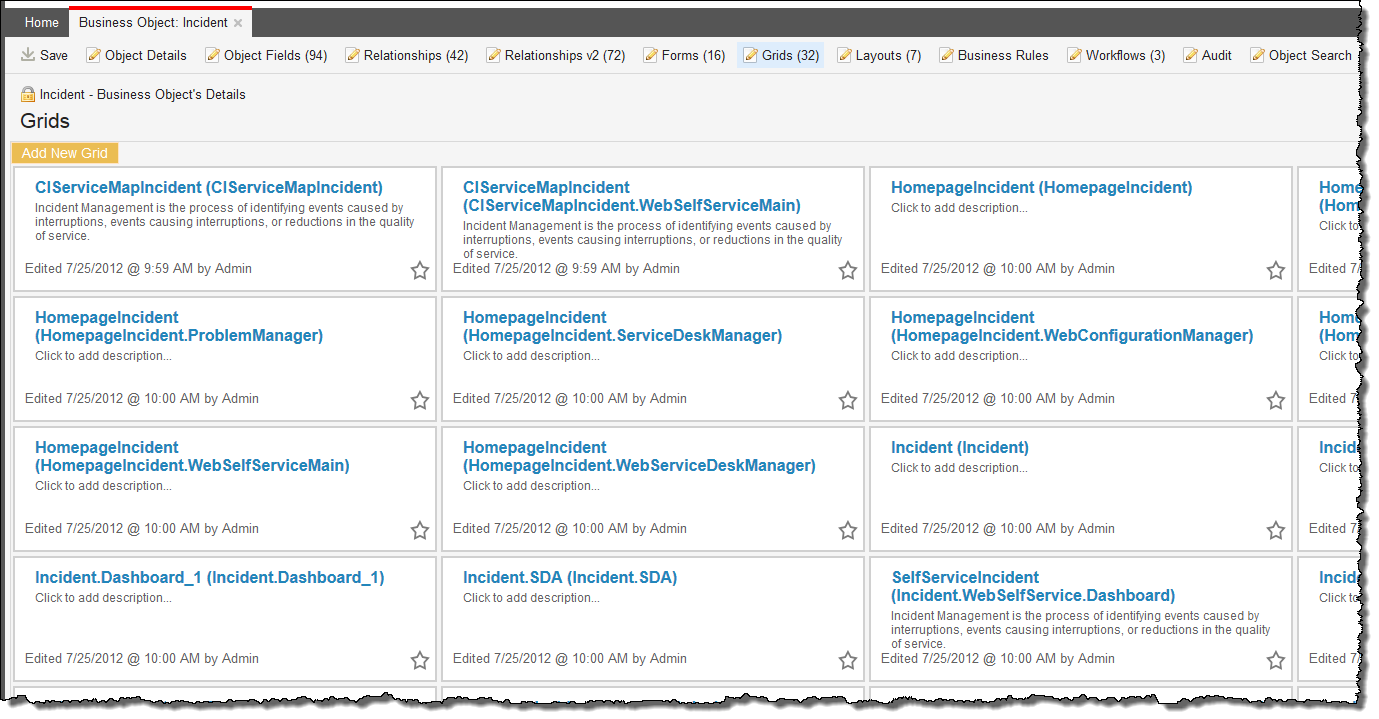 Home Business Object: Incident ×
Save Object Details Object Fields (94) Relationships (42) Relationships v2 (72) Forms (16) Grids (32) Layouts (7) Business Rules Workflows (3) Audit Object Search
Incident - Business Object's Details
Grids
Add New Grid
CIServiceMapIncident (CIServiceMapIncident)
Incident Management is the process of identifying events caused by
interruptions, events causing interruptions, or reductions in the quality
of service.
Edited 7/25/2012 @ 9:59 AM by Admin
CIServiceMapIncident
(CIServiceMapIncident.WebSelfServiceMain)
Incident Management is the process of identifying events caused by
interruptions, events causing interruptions, or reductions in the quality
of service.
Edited 7/25/2012 @ 9:59 AM by Admin
HomepageIncident (HomepageIncident)
Click to add description...
Edited 7/25/2012 @ 10:00 AM by Admin
Click to
Edited
HomepageIncident
(HomepageIncident.ProblemManager)
Click to add description...
Edited 7/25/2012 @ 10:00 AM by Admin
HomepageIncident
(HomepageIncident.ServiceDeskManager)
Click to add description...
Edited 7/25/2012 @ 10:00 AM by Admin
HomepageIncident
(HomepageIncident.WebConfigurationManager)
Click to add description...
Edited 7/25/2012 @ 10:00 AM by Admin
Click to
Edited
HomepageIncident
(HomepageIncident.WebSelfServiceMain)
Click to add description...
Edited 7/25/2012 @ 10:00 AM by Admin
HomepageIncident
(HomepageIncident.WebServiceDeskManager)
Click to add description...
Edited 7/25/2012 @ 10:00 AM by Admin
Incident (Incident)
Click to add description...
Edited 7/25/2012 @ 10:00 AM by Admin
Click to
Edited
Incident.Dashboard_1 (Incident.Dashboard_1)
Click to add description...
Edited 7/25/2012 @ 10:00 AM by Admin
Incident.SDA (Incident.SDA)
Click to add description...
Edited 7/25/2012 @ 10:00 AM by Admin
SelfServiceIncident
(Incident.WebSelfService.Dashboard)
Incident Management is the process of identifying events caused by
interruptions, events causing interruptions, or reductions in the quality
of service.
Edited 7/25/2012 @ 10:00 AM by Admin
Click to
Edited